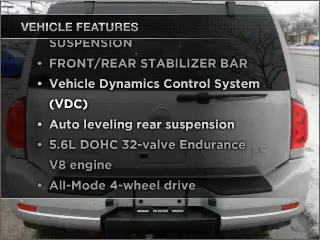 VEHICLE FEATURES
SUSPENSION
• FRONT/REAR STABILIZER BAR
• Vehicle Dynamics Control System
(VDC)
• Auto leveling rear suspension
• 5.6L DOHC 32-valve Endurance
V8 engine
• All-Mode 4-wheel drive